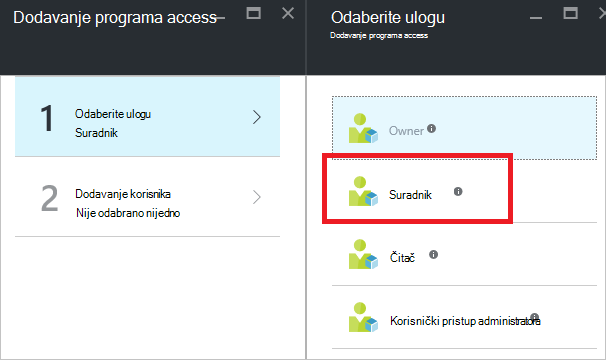 Dodavanje programa access
1
Odaberite ulogu
Suradnik
2
Dodavanje korisnika
Nije odabrano nijedno
Odaberite ulogu
Dodavanje programa access
Owner
Suradnik
Čitač
Korisnički pristup administratora